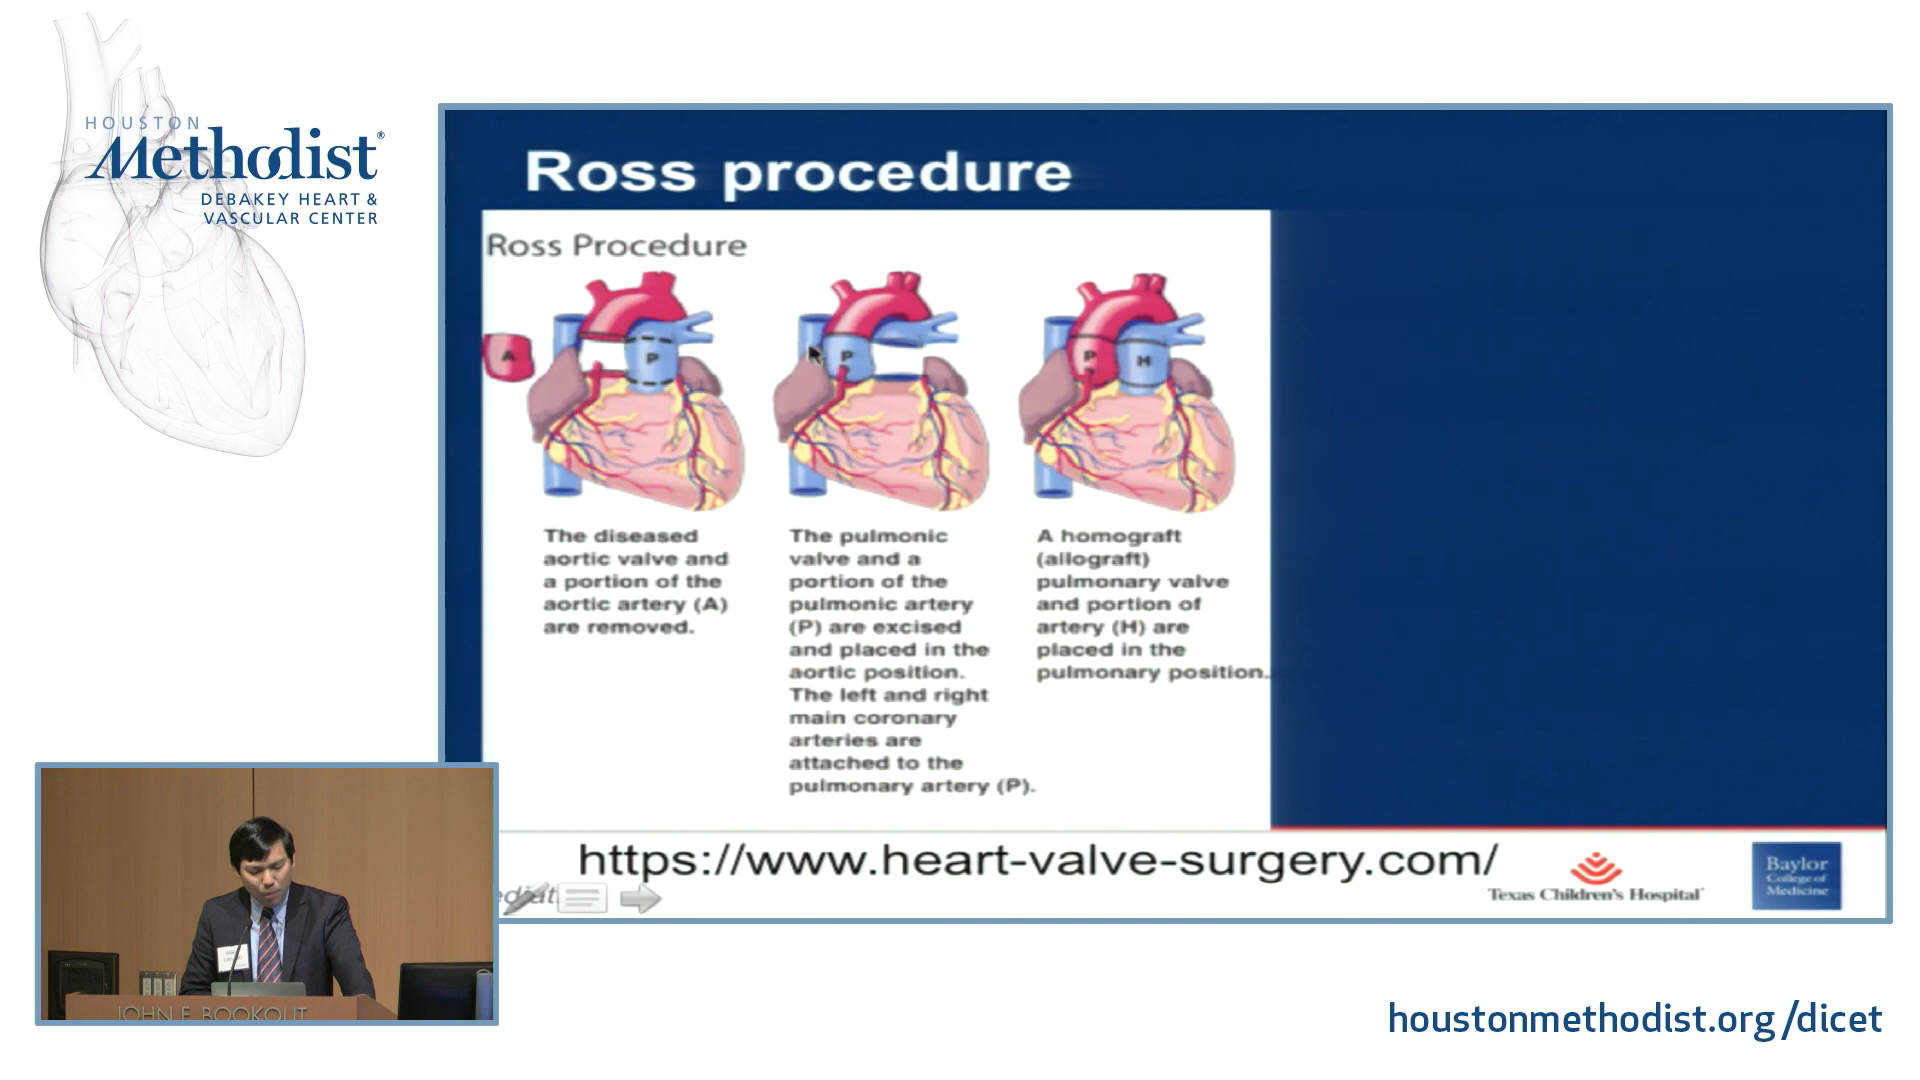 HOUSTON
Methodist®
DEBAKEY HEART &
VASCULAR CENTER
Ross procedure
Ross Procedure
A
P
P
P
H
The diseased
aortic valve and
a portion of the
aortic artery (A)
are removed.
The pulmonic
valve and a
portion of the
pulmonic artery
(P) are excised
and placed in the
aortic position.
The left and right
main coronary
arteries are
attached to the
pulmonary artery (P).
A homograft
(allograft)
pulmonary valve
and portion of
artery (H) are
placed in the
pulmonary position.
https://www.heart-valve-surgery.com/
Texas Children's Hospital
Baylor
College of
Medicine
JOHN F. BOOKOUT
houstonmethodist.org/dicet